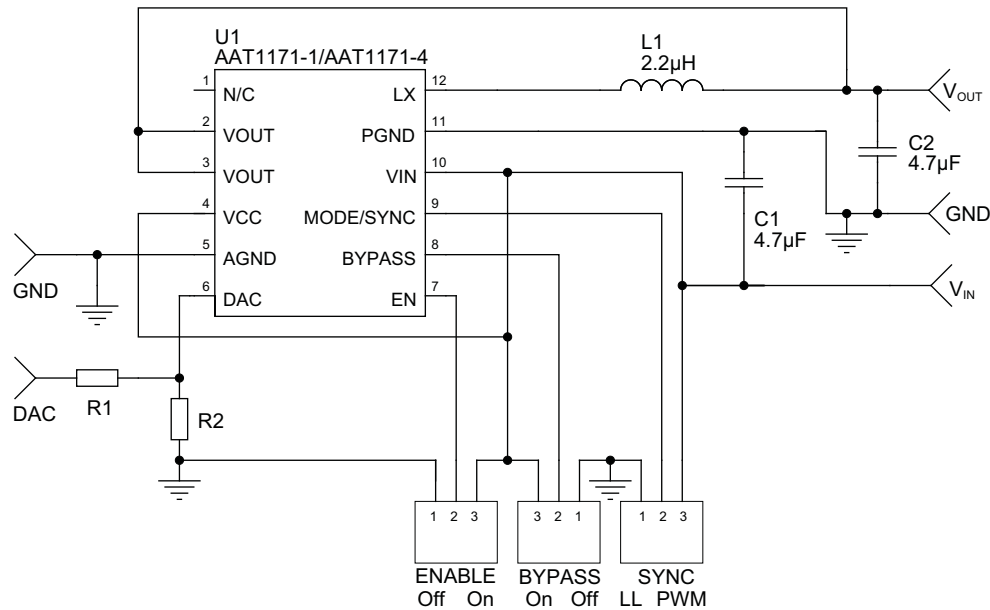 U1
AAT1171-1/AAT1171-4
L1
2.2µH
1 N/C LX 12
2 VOUT PGND 11
3 VOUT VIN 10
4 VCC MODE/SYNC 9
5 AGND BYPASS 8
6 DAC EN 7
VOUT
C2
4.7µF
GND
C1
4.7µF
VIN
GND
DAC
R1
R2
1 2 3
3 2 1
1 2 3
ENABLE
Off On
BYPASS
On Off
SYNC
LL PWM